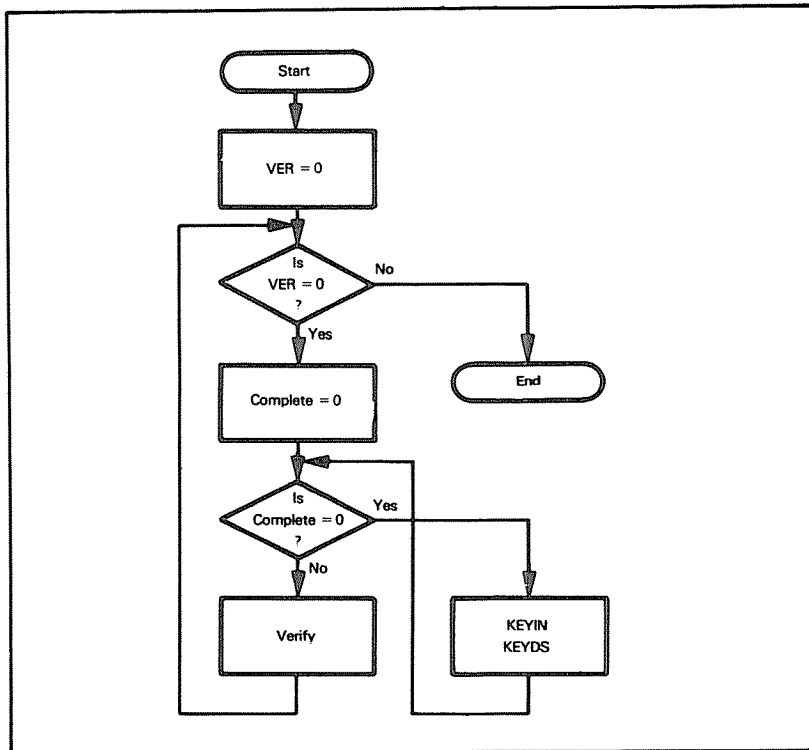 Start
VER = 0
Is
VER = 0
?
No
Yes
End
Complete = 0
Is
Complete = 0
?
Yes
No
Verify
KEYIN
KEYDS